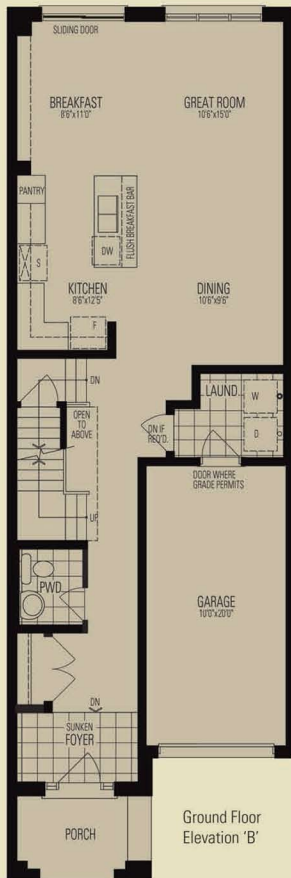 SLIDING DOOR
BREAKFAST
8'6"x11'0"
GREAT ROOM
10'6"x15'0"
PANTRY
FLUSH BREAKFAST BAR
DW
S
KITCHEN
8'6"x12'5"
F
DINING
10'6"x9'6"
DN
LAUND.
W
D
OPEN
TO
ABOVE
DN IF
REQ'D.
UP
DOOR WHERE
GRADE PERMITS
PWD
GARAGE
10'0"x20'0"
DN
SUNKEN
FOYER
PORCH
Ground Floor
Elevation 'B'